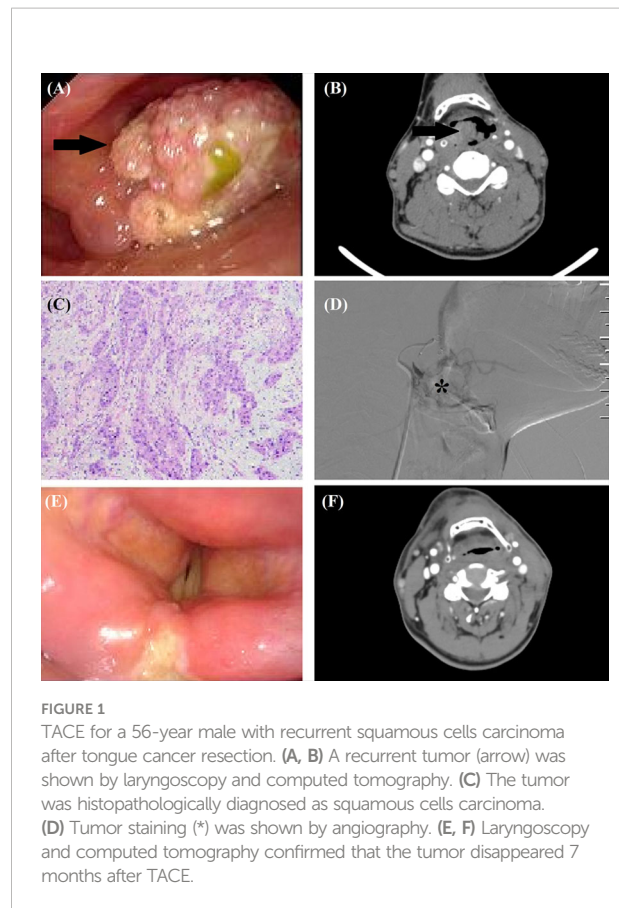 (A)
(B)
(C)
(D)
*
(E)
(F)
FIGURE 1
TACE for a 56-year male with recurrent squamous cells carcinoma
after tongue cancer resection. (A, B) A recurrent tumor (arrow) was
shown by laryngoscopy and computed tomography. (C) The tumor
was histopathologically diagnosed as squamous cells carcinoma.
(D) Tumor staining (*) was shown by angiography. (E, F) Laryngoscopy
and computed tomography confirmed that the tumor disappeared 7
months after TACE.